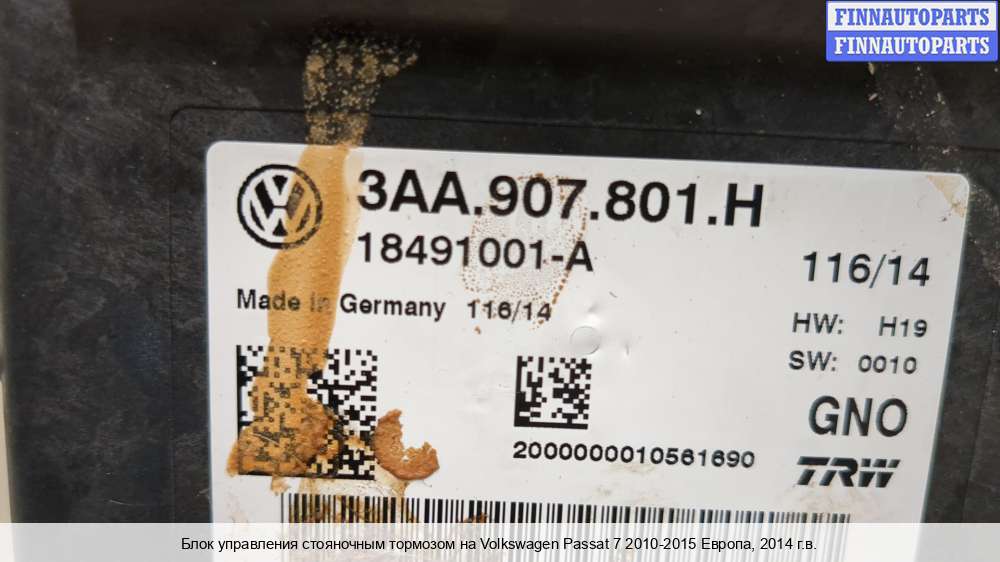 FINNAUTOPARTS
FINNAUTOPARTS
3AA.907.801.H
18491001-A
116/14
Made in Germany 116/14
HW: H19
SW: 0010
GNO
2000000010561690
TRW
Блок управления стояночным тормозом на Volkswagen Passat 7 2010-2015 Европа, 2014 г.в.